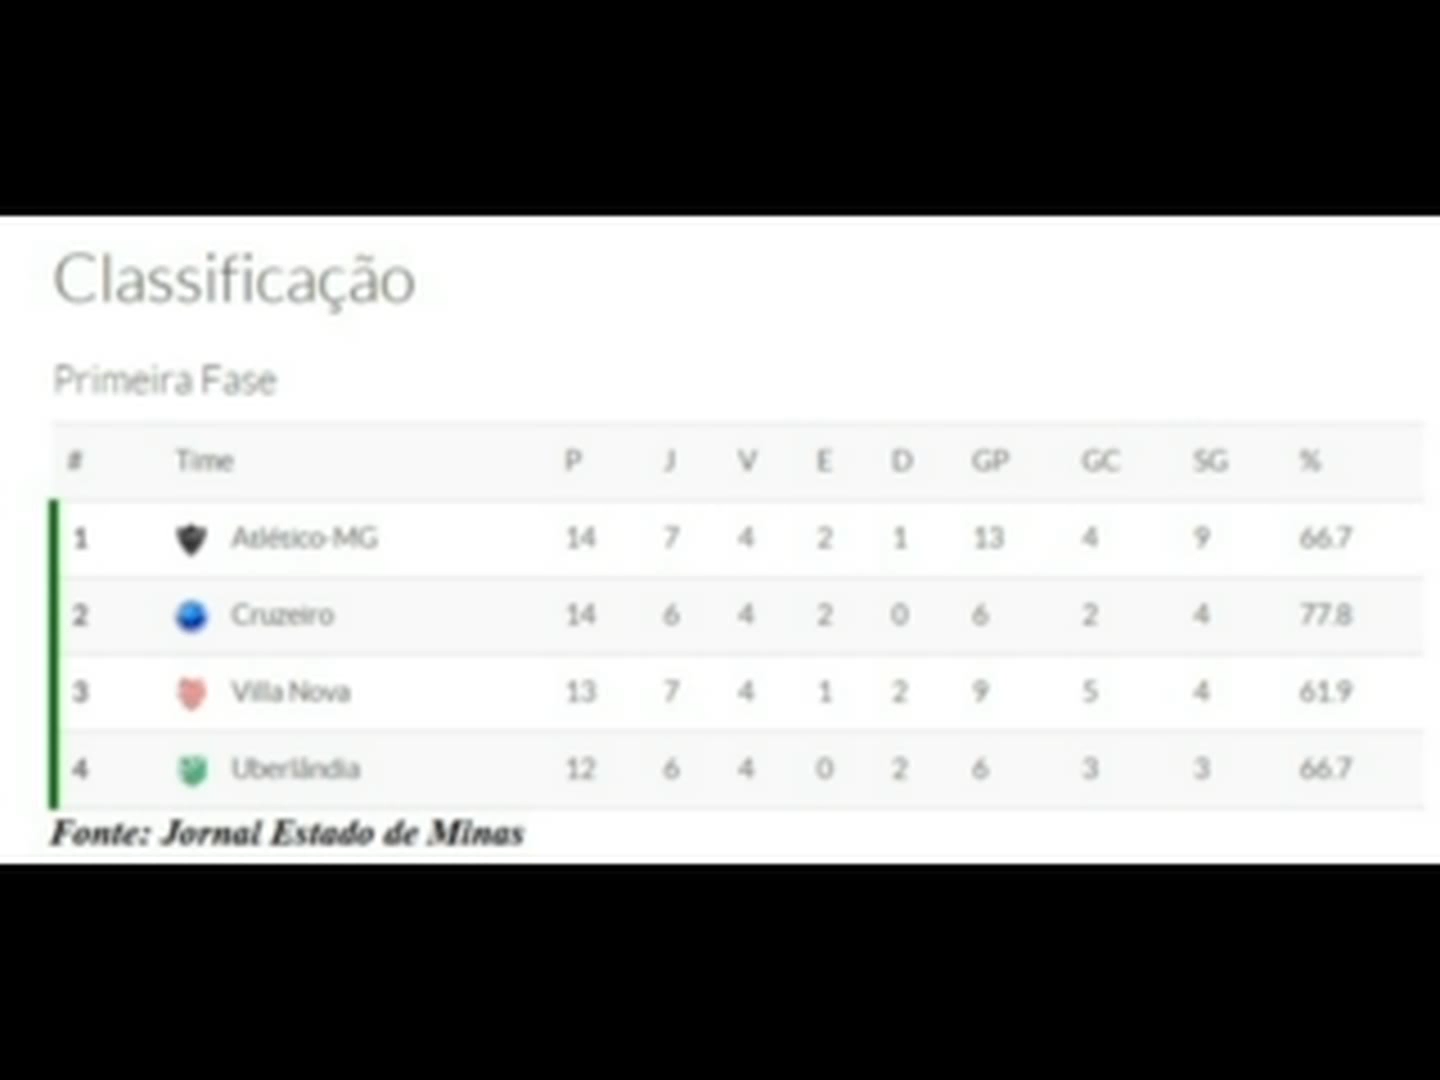 Classificação
Primeira Fase
# Time P J V E D GP GC SG %
1 Atlético-MG 14 7 4 2 1 13 4 9 66.7
2 Cruzeiro 14 6 4 2 0 6 2 4 77.8
3 Villa Nova 13 7 4 1 2 9 5 4 61.9
4 Uberlândia 12 6 4 0 2 6 3 3 66.7
Fonte: Jornal Estado de Minas